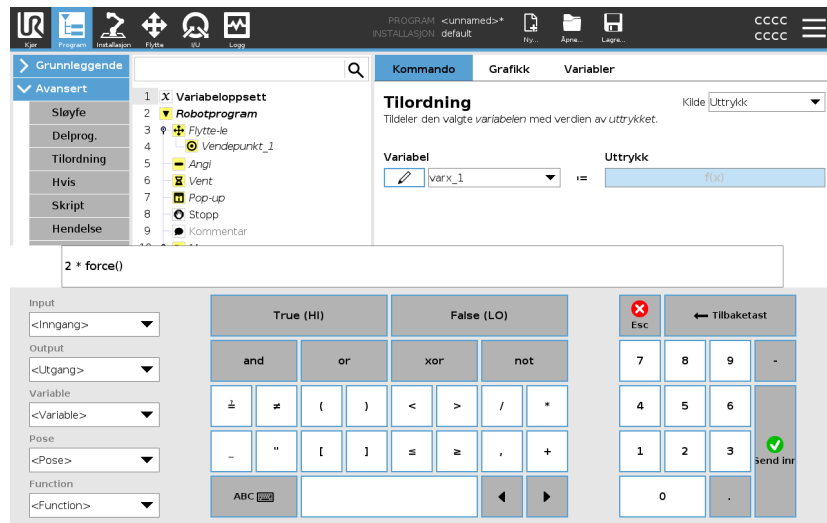 UR
PROGRAM <unnamed>*
INSTALLASJON default
Kjør Program Installasjon Flytte I/U Logg Ny... Åpne... Lagre...
cccc
cccc
Grunnleggende
Avansert
Sløyfe
Delprog.
Tilordning
Hvis
Skript
Hendelse
1 X Variabeloppsett
2 Robotprogram
3 Flytte-le
4 Vendepunkt_1
5 Angi
6 Vent
7 Pop-up
8 Stopp
9 Kommentar
Kommando Grafikk Variabler
Tilordning
Kilde Uttrykk
Tildeler den valgte variabelen med verdien av uttrykket.
Variabel Uttrykk
varx_1 := f(x)
2 * force()
Input
<Inngang>
Output
<Utgang>
Variable
<Variable>
Pose
<Pose>
Function
<Function>
True (HI) False (LO)
and or xor not
≟ ≠ ( ) < > / *
_ " [ ] ≤ ≥ , +
ABC
Esc Tilbaketast
7 8 9 -
4 5 6
1 2 3 Send inr
0 .